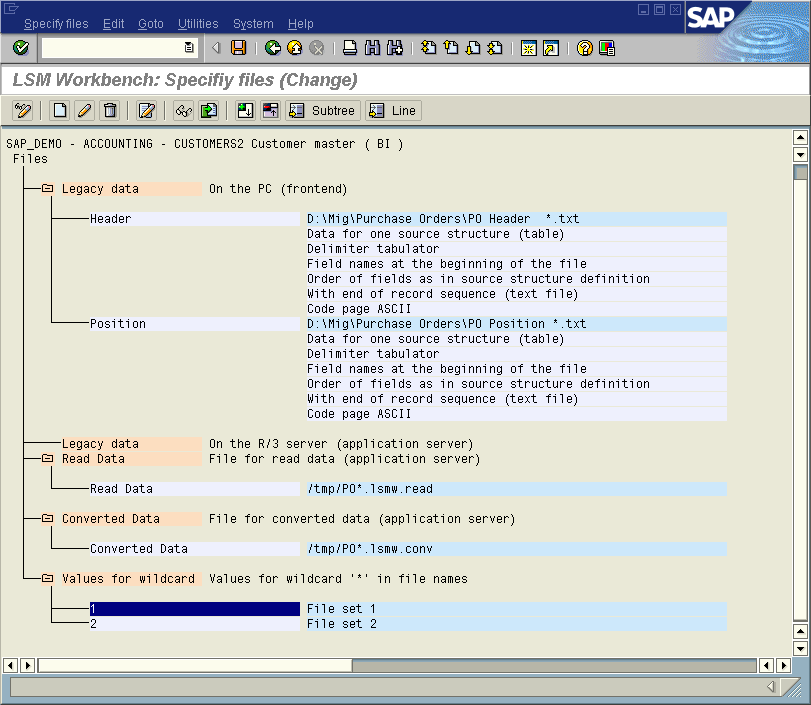 Specify files Edit Goto Utilities System Help
SAP
LSM Workbench: Specifiy files (Change)
Subtree Line
SAP_DEMO - ACCOUNTING - CUSTOMERS2 Customer master ( BI )
Files
Legacy data On the PC (frontend)
Header D:\Mig\Purchase Orders\PO Header *.txt
Data for one source structure (table)
Delimiter tabulator
Field names at the beginning of the file
Order of fields as in source structure definition
With end of record sequence (text file)
Code page ASCII
Position D:\Mig\Purchase Orders\PO Position *.txt
Data for one source structure (table)
Delimiter tabulator
Field names at the beginning of the file
Order of fields as in source structure definition
With end of record sequence (text file)
Code page ASCII
Legacy data On the R/3 server (application server)
Read Data File for read data (application server)
Read Data /tmp/PO*.lsmw.read
Converted Data File for converted data (application server)
Converted Data /tmp/PO*.lsmw.conv
Values for wildcard Values for wildcard '*' in file names
1 File set 1
2 File set 2